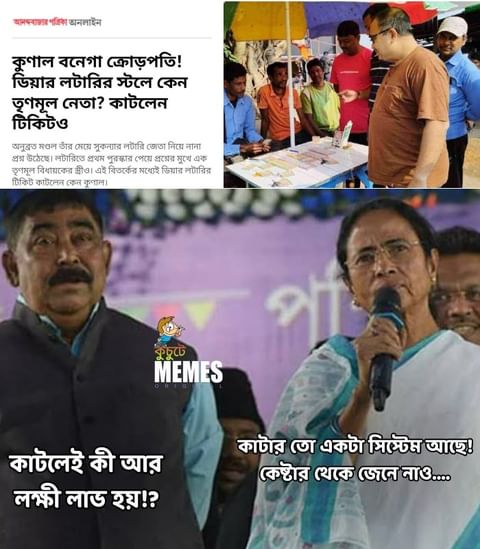 আনন্দবাজার পত্রিকা অনলাইন
কুণাল বনেগা ক্রোড়পতি!
ডিয়ার লটারির স্টলে কেন
তৃণমূল নেতা? কাটলেন
টিকিটও
অনুব্রত মণ্ডল তাঁর মেয়ে সুকন্যার লটারি জেতা নিয়ে নানা
প্রশ্ন উঠেছে। লটারিতে প্রথম পুরস্কার পেয়ে প্রশ্নের মুখে এক
তৃণমূল বিধায়কের স্ত্রীও। এই বিতর্কের মধ্যেই ডিয়ার লটারির
টিকিট কাটলেন কেন কুণাল।
কুঁচুটে
MEMES
ORIGINAL
কাটলেই কী আর
লক্ষী লাভ হয়!?
কাটার তো একটা সিস্টেম আছে!
কেষ্টার থেকে জেনে নাও....